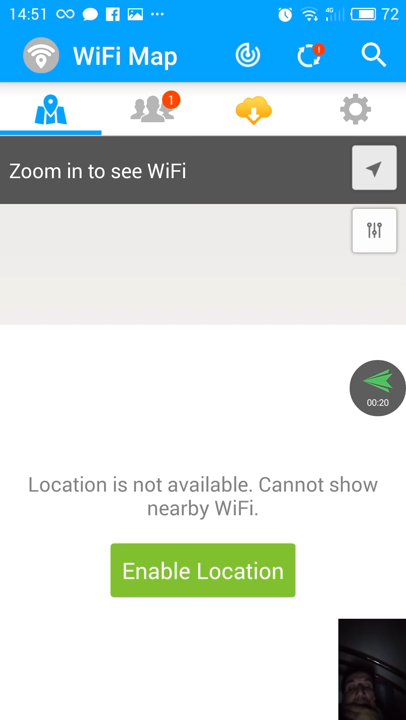 14:51 4G 72
WiFi Map
1
Zoom in to see WiFi
00:20
Location is not available. Cannot show
nearby WiFi.
Enable Location